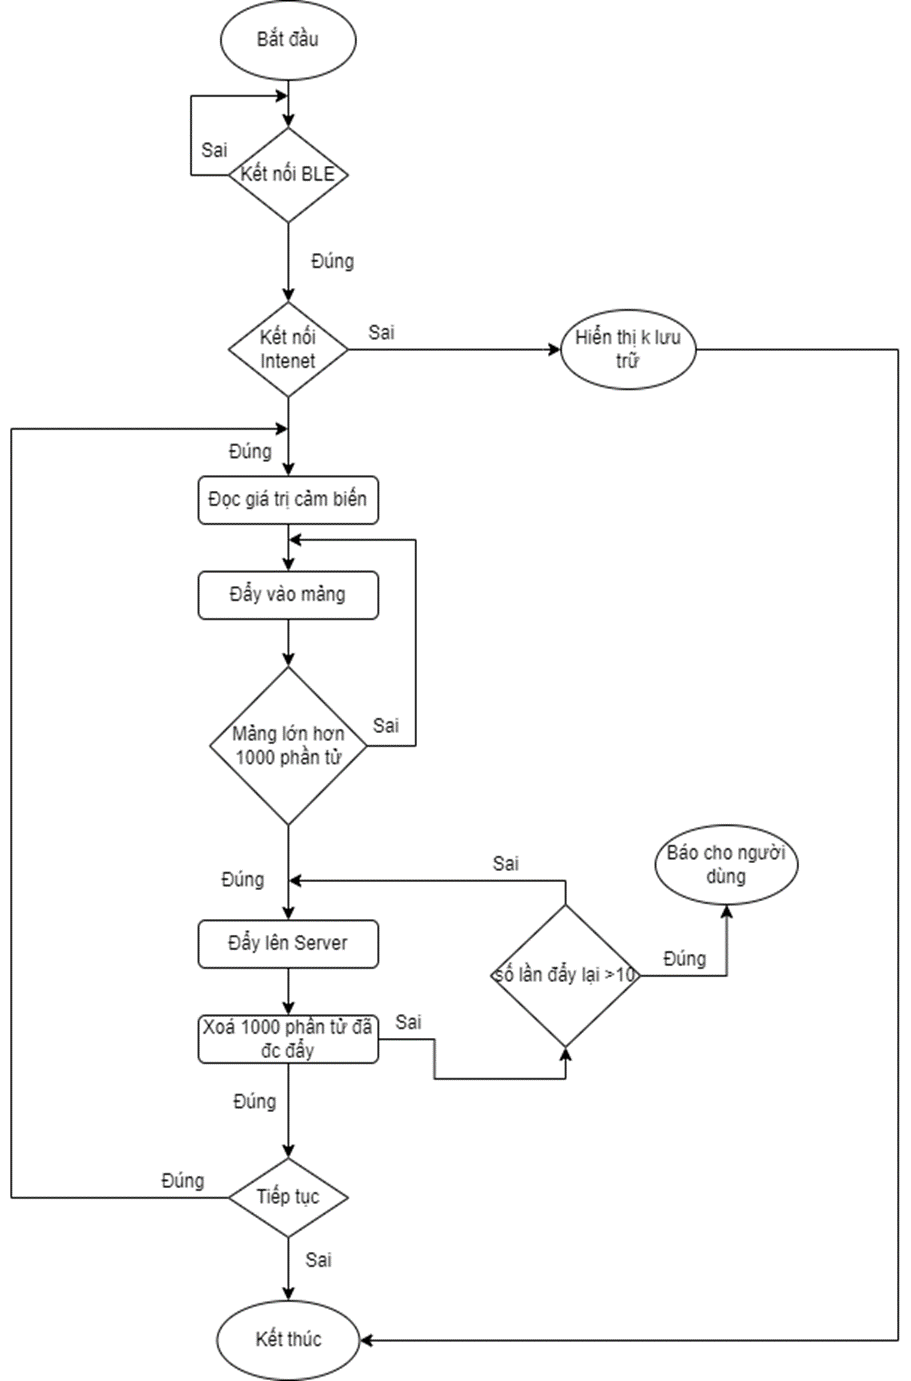 Bắt đầu
Sai
Kết nối BLE
Đúng
Kết nối
Intenet
Sai
Hiển thị k lưu
trữ
Đúng
Đọc giá trị cảm biến
Đẩy vào mảng
Mảng lớn hơn
1000 phần tử
Sai
Đúng
Sai
Báo cho người
dùng
Đẩy lên Server
số lần đẩy lại >10
Đúng
Xoá 1000 phần tử đã
đc đẩy
Sai
Đúng
Đúng
Tiếp tục
Sai
Kết thúc